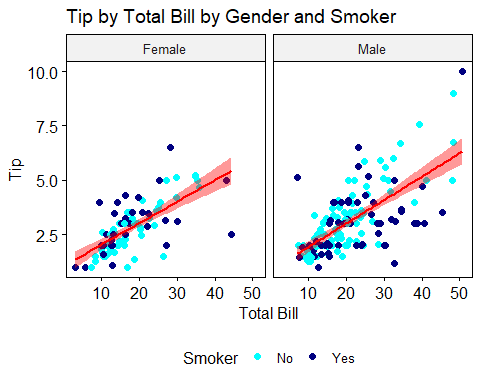 Tip by Total Bill by Gender and Smoker
Female
Male
Tip
10.0
7.5
5.0
2.5
10 20 30 40 50
10 20 30 40 50
Total Bill
Smoker No Yes